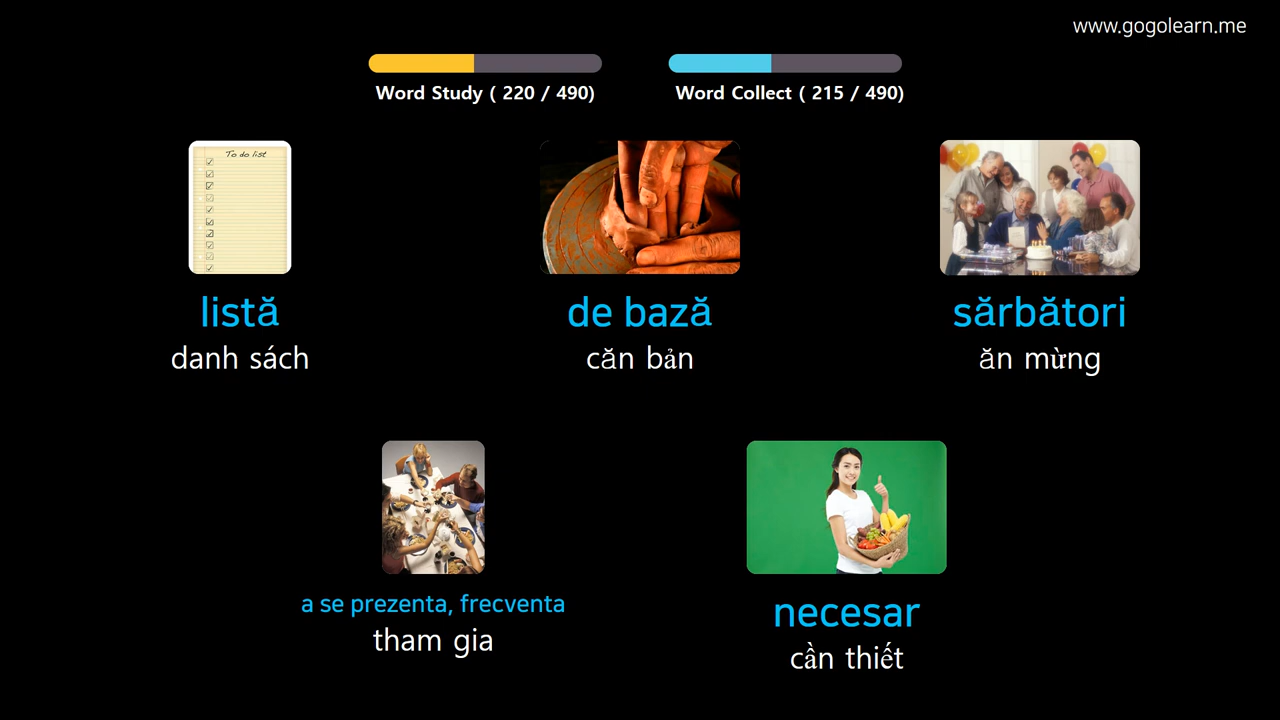 www.gogolearn.me
Word Study ( 220 / 490)
Word Collect ( 215 / 490)
To do list
listă
danh sách
de bază
căn bản
sărbători
ăn mừng
a se prezenta, frecventa
tham gia
necesar
cần thiết